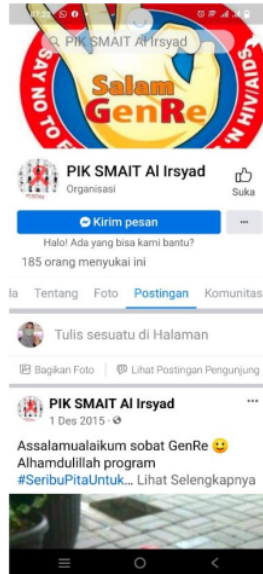 07.22
PIK SMAIT Al Irsyad
SAY NO TO
Salam
GenRe
'N HIV/AIDS
PIK SMAIT Al Irsyad
Organisasi
Suka
Kirim pesan
Halo! Ada yang bisa kami bantu?
185 orang menyukai ini
da Tentang Foto Postingan Komunitas
Tulis sesuatu di Halaman
Bagikan Foto Lihat Postingan Pengunjung
PIK SMAIT Al Irsyad
1 Des 2015 ·
Assalamualaikum sobat GenRe 😀
Alhamdulillah program
#SeribuPitaUntuk... Lihat Selengkapnya